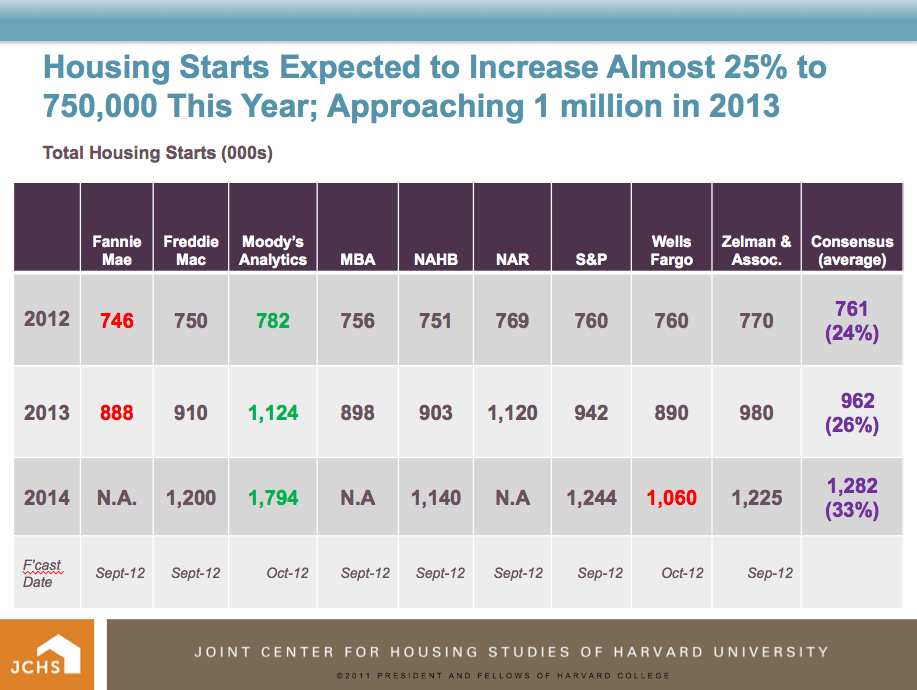 Housing Starts Expected to Increase Almost 25% to
750,000 This Year; Approaching 1 million in 2013
Total Housing Starts (000s)
Fannie Mae Freddie Mac Moody’s Analytics MBA NAHB NAR S&P Wells Fargo Zelman & Assoc. Consensus (average)
2012 746 750 782 756 751 769 760 760 770 761 (24%)
2013 888 910 1,124 898 903 1,120 942 890 980 962 (26%)
2014 N.A. 1,200 1,794 N.A 1,140 N.A 1,244 1,060 1,225 1,282 (33%)
F’cast Date Sept-12 Sept-12 Oct-12 Sept-12 Sept-12 Sept-12 Sep-12 Oct-12 Sep-12
JCHS
JOINT CENTER FOR HOUSING STUDIES OF HARVARD UNIVERSITY
©2011 PRESIDENT AND FELLOWS OF HARVARD COLLEGE